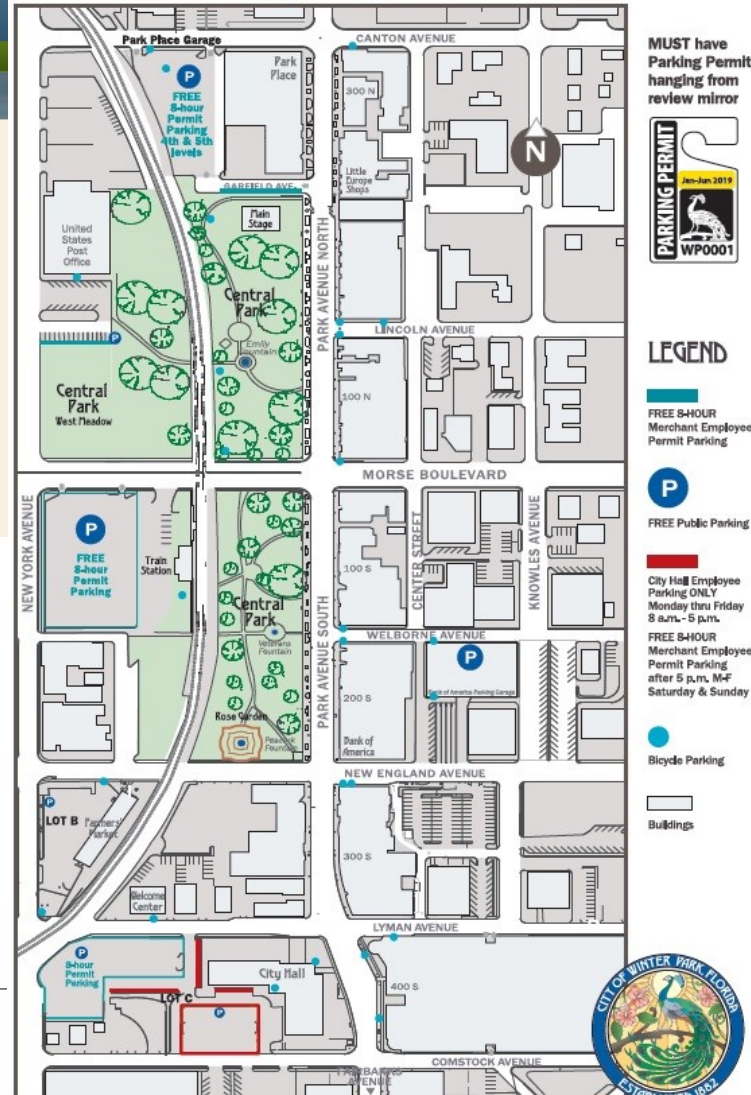 Park Place Garage
CANTON AVENUE
Park
Place
P
FREE
8-hour
Permit
Parking
4th & 5th
levels
300 N
N
Little
Europe
Shops
GARFIELD AVE.
Main
Stage
United
States
Post
Office
PARK AVENUE NORTH
Central
Park
LINCOLN AVENUE
Emily
Fountain
P
Central
Park
West Meadow
100 N
MORSE BOULEVARD
NEW YORK AVENUE
P
FREE
8-hour
Permit
Parking
Train
Station
100 S
CENTER STREET
KNOWLES AVENUE
Central
Park
Veterans
Fountain
WELBORNE AVENUE
P
Bank of America Parking Garage
PARK AVENUE SOUTH
200 S
Rose Garden
Peacock
Fountain
Bank of
America
NEW ENGLAND AVENUE
P
LOT B
Farmers'
Market
300 S
Welcome
Center
LYMAN AVENUE
P
8-hour
Permit
Parking
City Hall
LOT C
P
400 S
COMSTOCK AVENUE
FAIRBANKS
AVENUE
MUST have
Parking Permit
hanging from
review mirror
PARKING PERMIT
Jan-Jun 2019
WP0001
LEGEND
FREE 8-HOUR
Merchant Employee
Permit Parking
P
FREE Public Parking
City Hall Employee
Parking ONLY
Monday thru Friday
8 a.m. - 5 p.m.
FREE 8-HOUR
Merchant Employee
Permit Parking
after 5 p.m. M-F
Saturday & Sunday
Bicycle Parking
Buildings
CITY OF WINTER PARK, FLORIDA
ESTABLISHED 1882